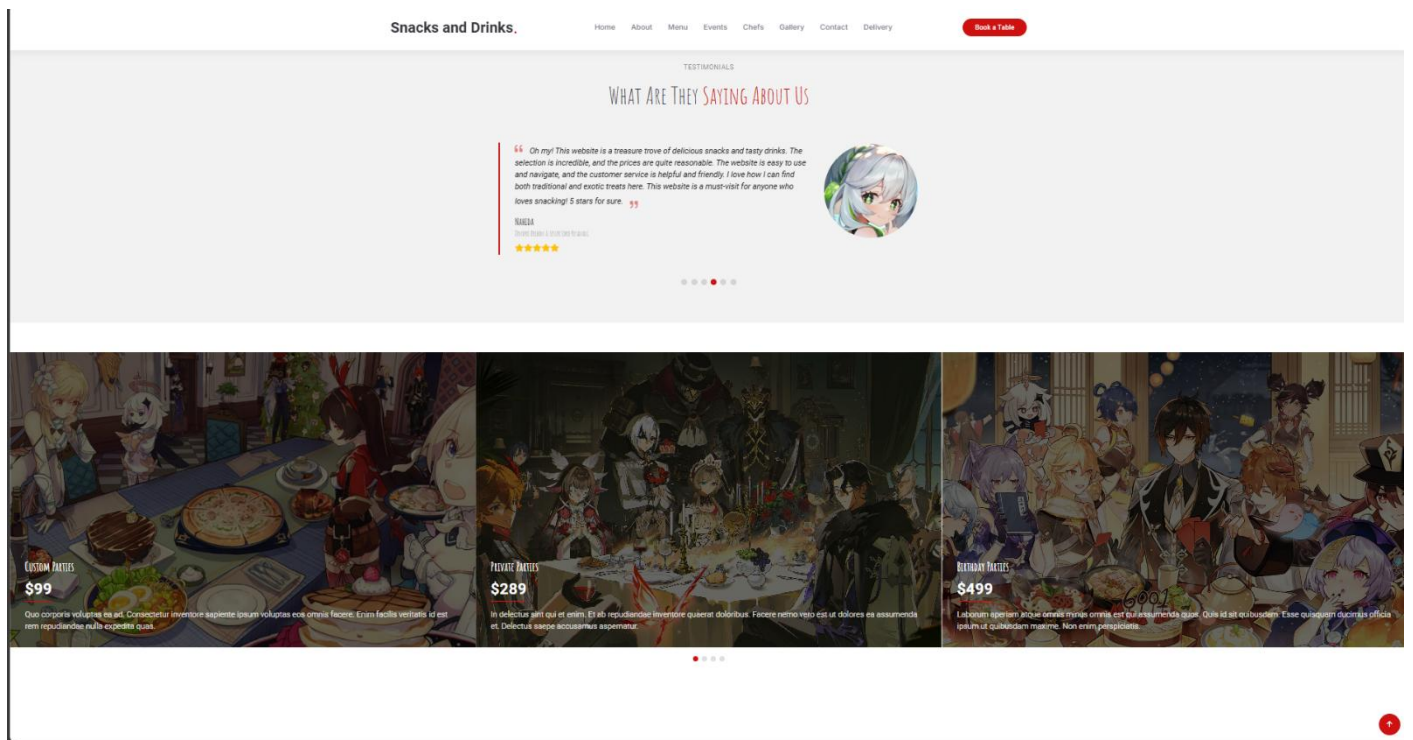 Snacks and Drinks.
Home About Menu Events Chefs Gallery Contact Delivery
Book a Table
TESTIMONIALS
WHAT ARE THEY SAYING ABOUT US
“ Oh my! This website is a treasure trove of delicious snacks and tasty drinks. The
selection is incredible, and the prices are quite reasonable. The website is easy to use
and navigate, and the customer service is helpful and friendly. I love how I can find
both traditional and exotic treats here. This website is a must-visit for anyone who
loves snacking! 5 stars for sure. ”
NAHIDA
CUSTOM PARTIES
$99
Quo corporis voluptas ea ad. Consectetur inventore sapiente ipsum voluptas eos omnis facere. Enim facilis veritatis id est
rem repudiandae nulla expedita quas.
PRIVATE PARTIES
$289
In delectus sint qui et enim. Et ab repudiandae inventore quaerat doloribus. Facere nemo vero est ut dolores ea assumenda
et. Delectus saepe accusamus aspernatur.
BIRTHDAY PARTIES
$499
Laborum aperiam atque omnis minus omnis est qui assumenda quos. Quis id sit quibusdam. Esse quisquam ducimus officia
ipsum ut quibusdam maxime. Non enim perspiciatis.